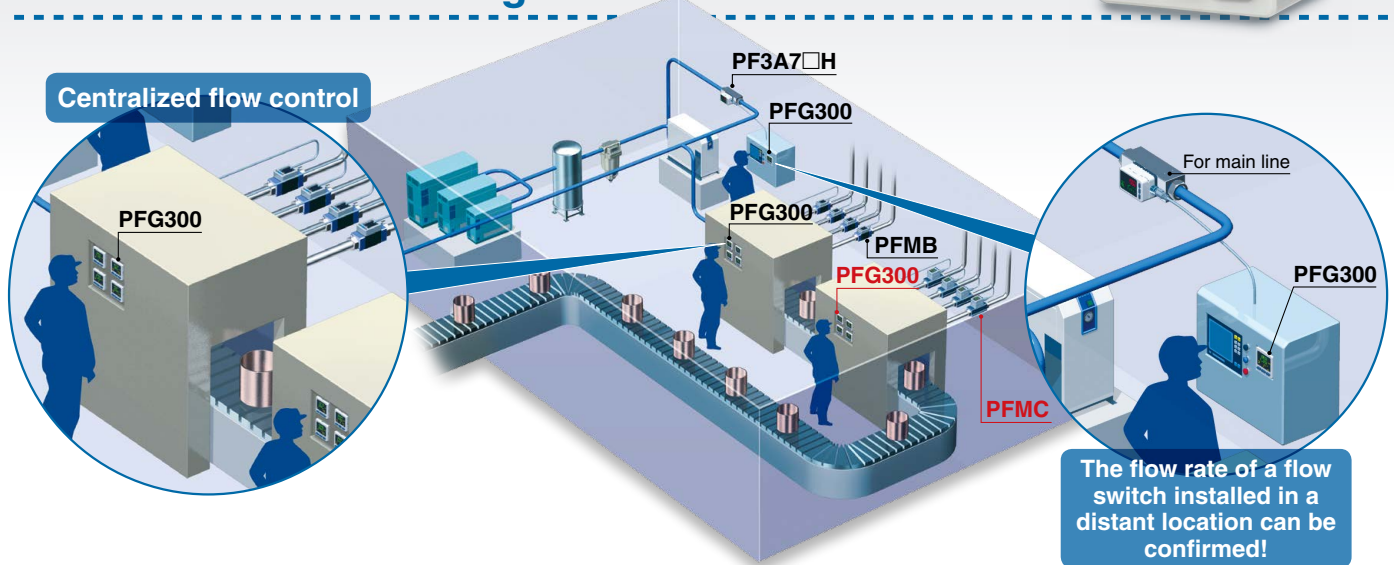 PF3A7□H
Centralized flow control
PFG300
For main line
PFG300
PFG300
PFMB
PFG300
PFG300
PFMC
The flow rate of a flow
switch installed in a
distant location can be
confirmed!